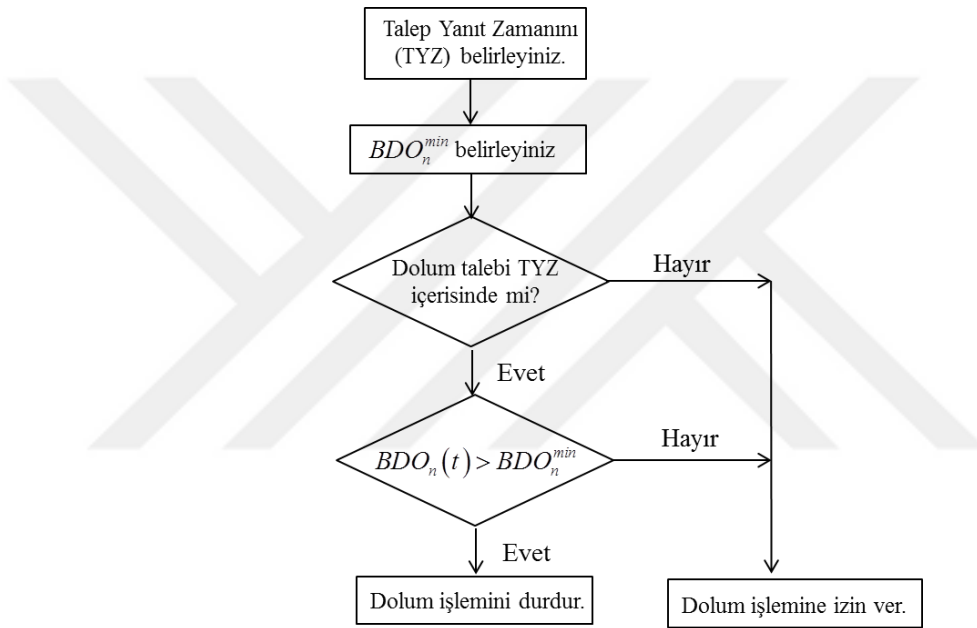 Talep Yanıt Zamanını
(TYZ) belirleyiniz.
BDO_n^{min} belirleyiniz
Dolum talebi TYZ
içerisinde mi?
Hayır
Evet
BDO_n(t) > BDO_n^{min}
Hayır
Evet
Dolum işlemini durdur.
Dolum işlemine izin ver.